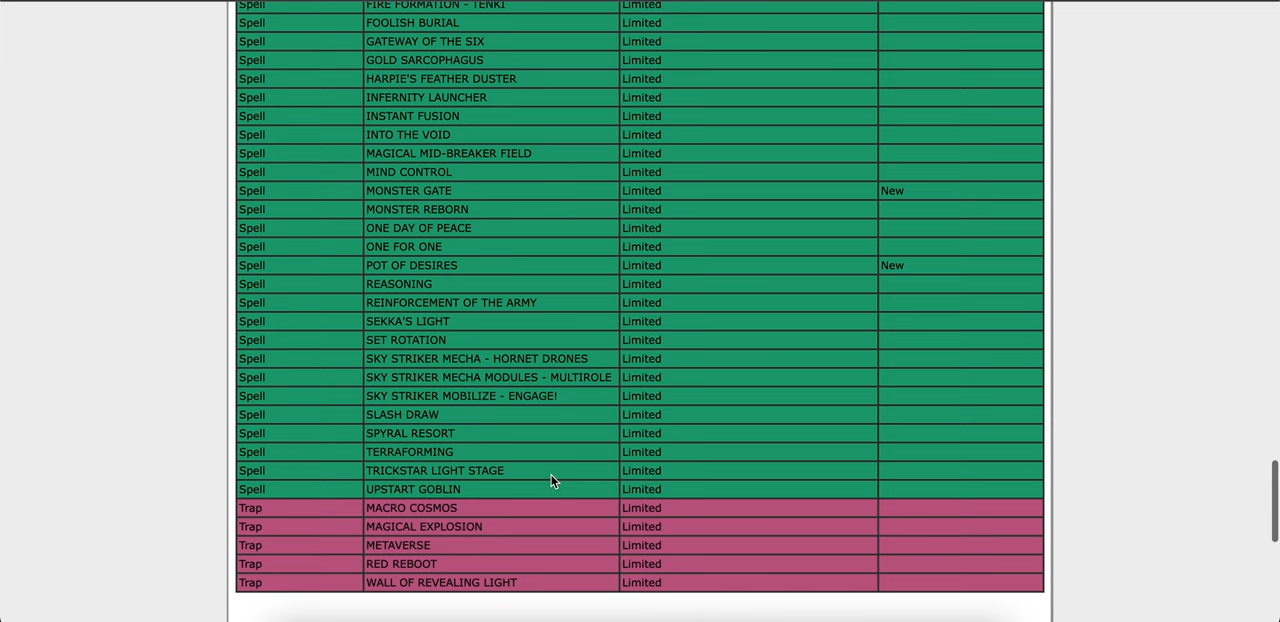 Spell FIRE FORMATION - TENKI Limited
Spell FOOLISH BURIAL Limited
Spell GATEWAY OF THE SIX Limited
Spell GOLD SARCOPHAGUS Limited
Spell HARPIE'S FEATHER DUSTER Limited
Spell INFERNITY LAUNCHER Limited
Spell INSTANT FUSION Limited
Spell INTO THE VOID Limited
Spell MAGICAL MID-BREAKER FIELD Limited
Spell MIND CONTROL Limited
Spell MONSTER GATE Limited New
Spell MONSTER REBORN Limited
Spell ONE DAY OF PEACE Limited
Spell ONE FOR ONE Limited
Spell POT OF DESIRES Limited New
Spell REASONING Limited
Spell REINFORCEMENT OF THE ARMY Limited
Spell SEKKA'S LIGHT Limited
Spell SET ROTATION Limited
Spell SKY STRIKER MECHA - HORNET DRONES Limited
Spell SKY STRIKER MECHA MODULES - MULTIROLE Limited
Spell SKY STRIKER MOBILIZE - ENGAGE! Limited
Spell SLASH DRAW Limited
Spell SPYRAL RESORT Limited
Spell TERRAFORMING Limited
Spell TRICKSTAR LIGHT STAGE Limited
Spell UPSTART GOBLIN Limited
Trap MACRO COSMOS Limited
Trap MAGICAL EXPLOSION Limited
Trap METAVERSE Limited
Trap RED REBOOT Limited
Trap WALL OF REVEALING LIGHT Limited